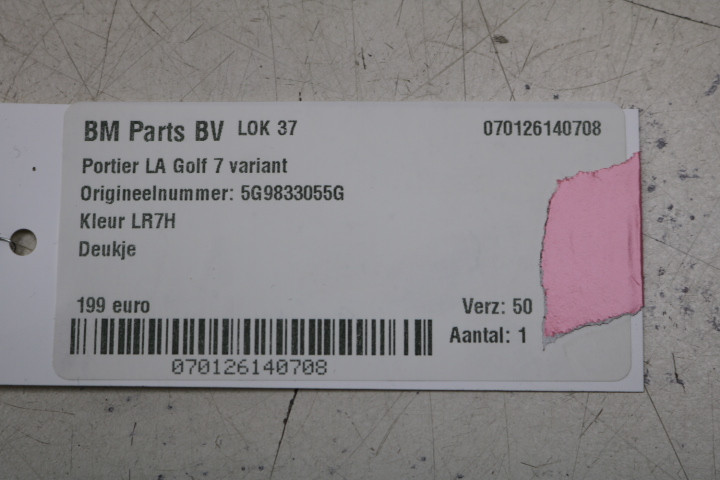 BM Parts BV LOK 37 070126140708
Portier LA Golf 7 variant
Origineelnummer: 5G9833055G
Kleur LR7H
Deukje
199 euro Verz: 50
Aantal: 1
070126140708